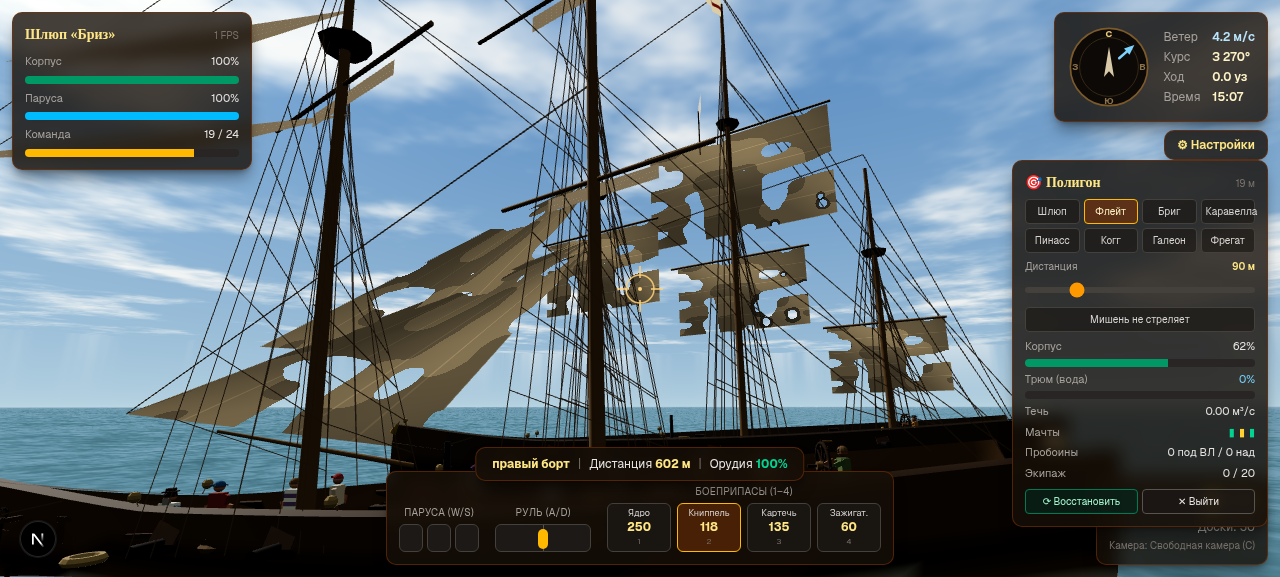 Шлюп «Бриз»
1 FPS
Корпус 100%
Паруса 100%
Команда 19 / 24
С
З В
Ю
Ветер 4.2 м/с
Курс З 270°
Ход 0.0 уз
Время 15:07
⚙ Настройки
🎯 Полигон 19 м
Шлюп Флейт Бриг Каравелла
Пинасс Когг Галеон Фрегат
Дистанция 90 м
Мишень не стреляет
Корпус 62%
Трюм (вода) 0%
Течь 0.00 м³/с
Мачты
Пробоины 0 под ВЛ / 0 над
Экипаж 0 / 20
⟳ Восстановить ✕ Выйти
Камера: Свободная камера (C)
правый борт | Дистанция 602 м | Орудия 100%
БОЕПРИПАСЫ (1–4)
ПАРУСА (W/S) РУЛЬ (A/D)
Ядро Книппель Картечь Зажигат.
250 118 135 60
1 2 3 4
N